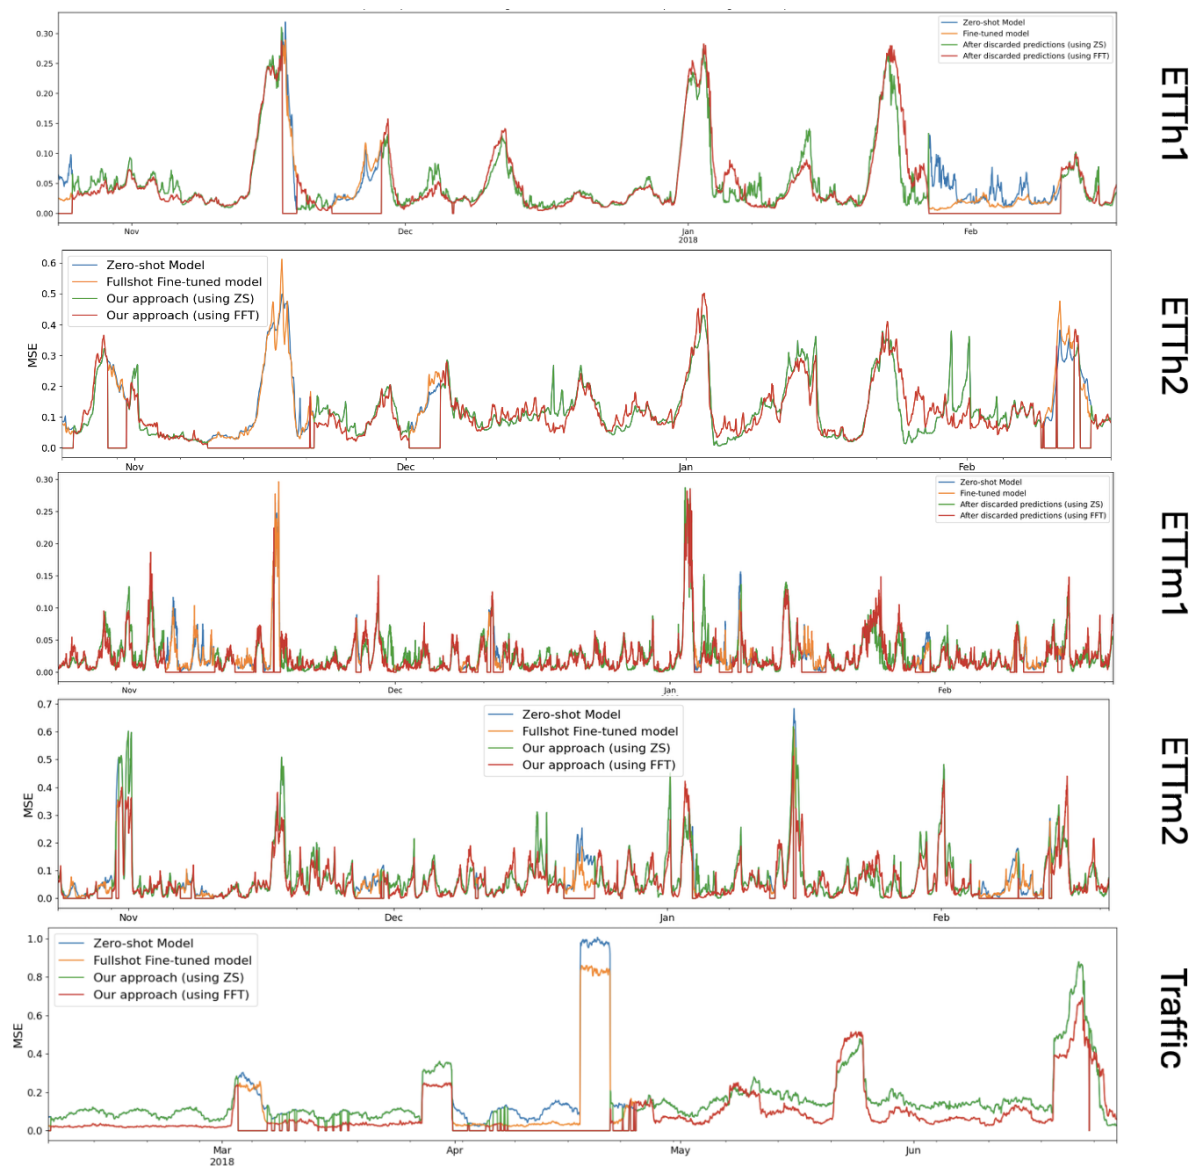 0.30
0.25
0.20
0.15
0.10
0.05
0.00
Zero-shot Model
Fine-tuned model
After discarded predictions (using ZS)
After discarded predictions (using FFT)
Nov
Dec
Jan
2018
Feb
ETTh1
0.6
0.5
0.4
0.3
0.2
0.1
0.0
MSE
Zero-shot Model
Fullshot Fine-tuned model
Our approach (using ZS)
Our approach (using FFT)
Nov
Dec
Jan
Feb
ETTh2
0.30
0.25
0.20
0.15
0.10
0.05
0.00
Zero-shot Model
Fine-tuned model
After discarded predictions (using ZS)
After discarded predictions (using FFT)
Nov
Dec
Jan
Feb
ETTm1
0.7
0.6
0.5
0.4
0.3
0.2
0.1
0.0
MSE
Zero-shot Model
Fullshot Fine-tuned model
Our approach (using ZS)
Our approach (using FFT)
Nov
Dec
Jan
Feb
ETTm2
1.0
0.8
0.6
0.4
0.2
0.0
MSE
Zero-shot Model
Fullshot Fine-tuned model
Our approach (using ZS)
Our approach (using FFT)
Mar
2018
Apr
May
Jun
Traffic